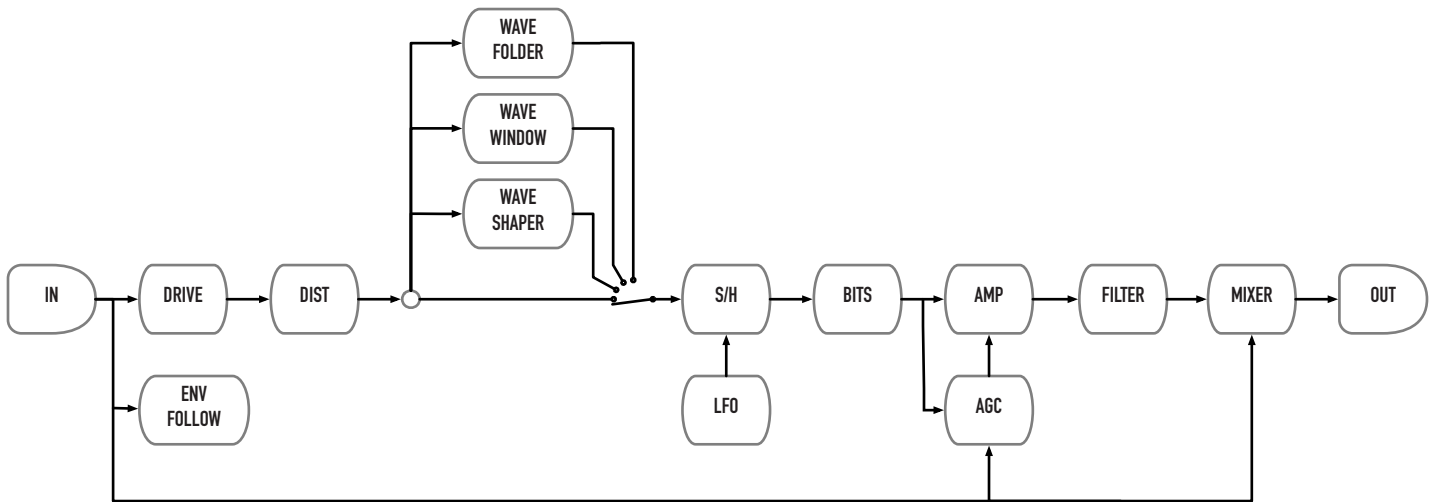 WAVE
FOLDER
WAVE
WINDOW
WAVE
SHAPER
IN
DRIVE
DIST
S/H
BITS
AMP
FILTER
MIXER
OUT
ENV
FOLLOW
LFO
AGC